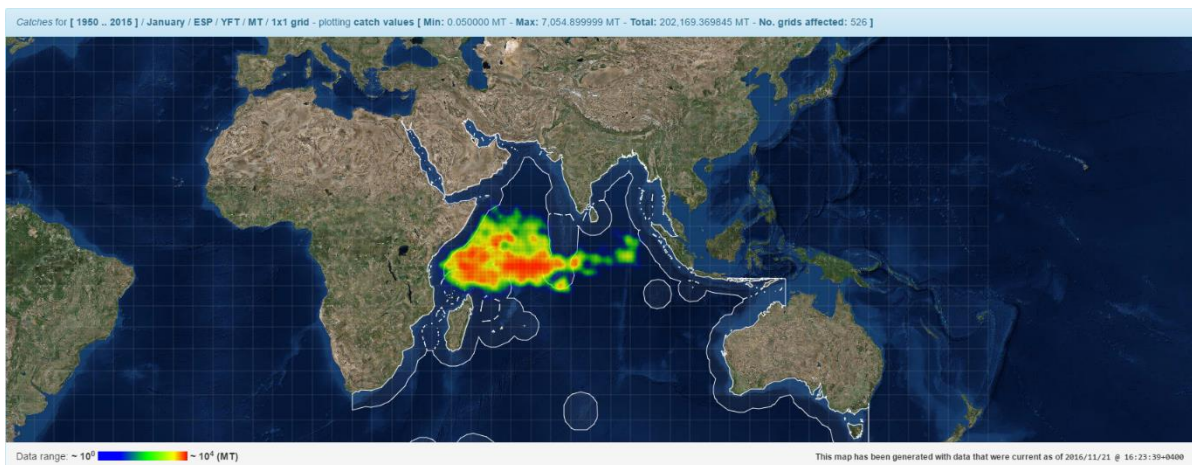 Catches for [ 1950 .. 2015 ] / January / ESP / YFT / MT / 1x1 grid - plotting catch values [ Min: 0.050000 MT - Max: 7,054.899999 MT - Total: 202,169.369845 MT - No. grids affected: 526 ]
Data range: ~ 10⁰ ~ 10⁴ (MT)
This map has been generated with data that were current as of 2016/11/21 @ 16:23:39+0400